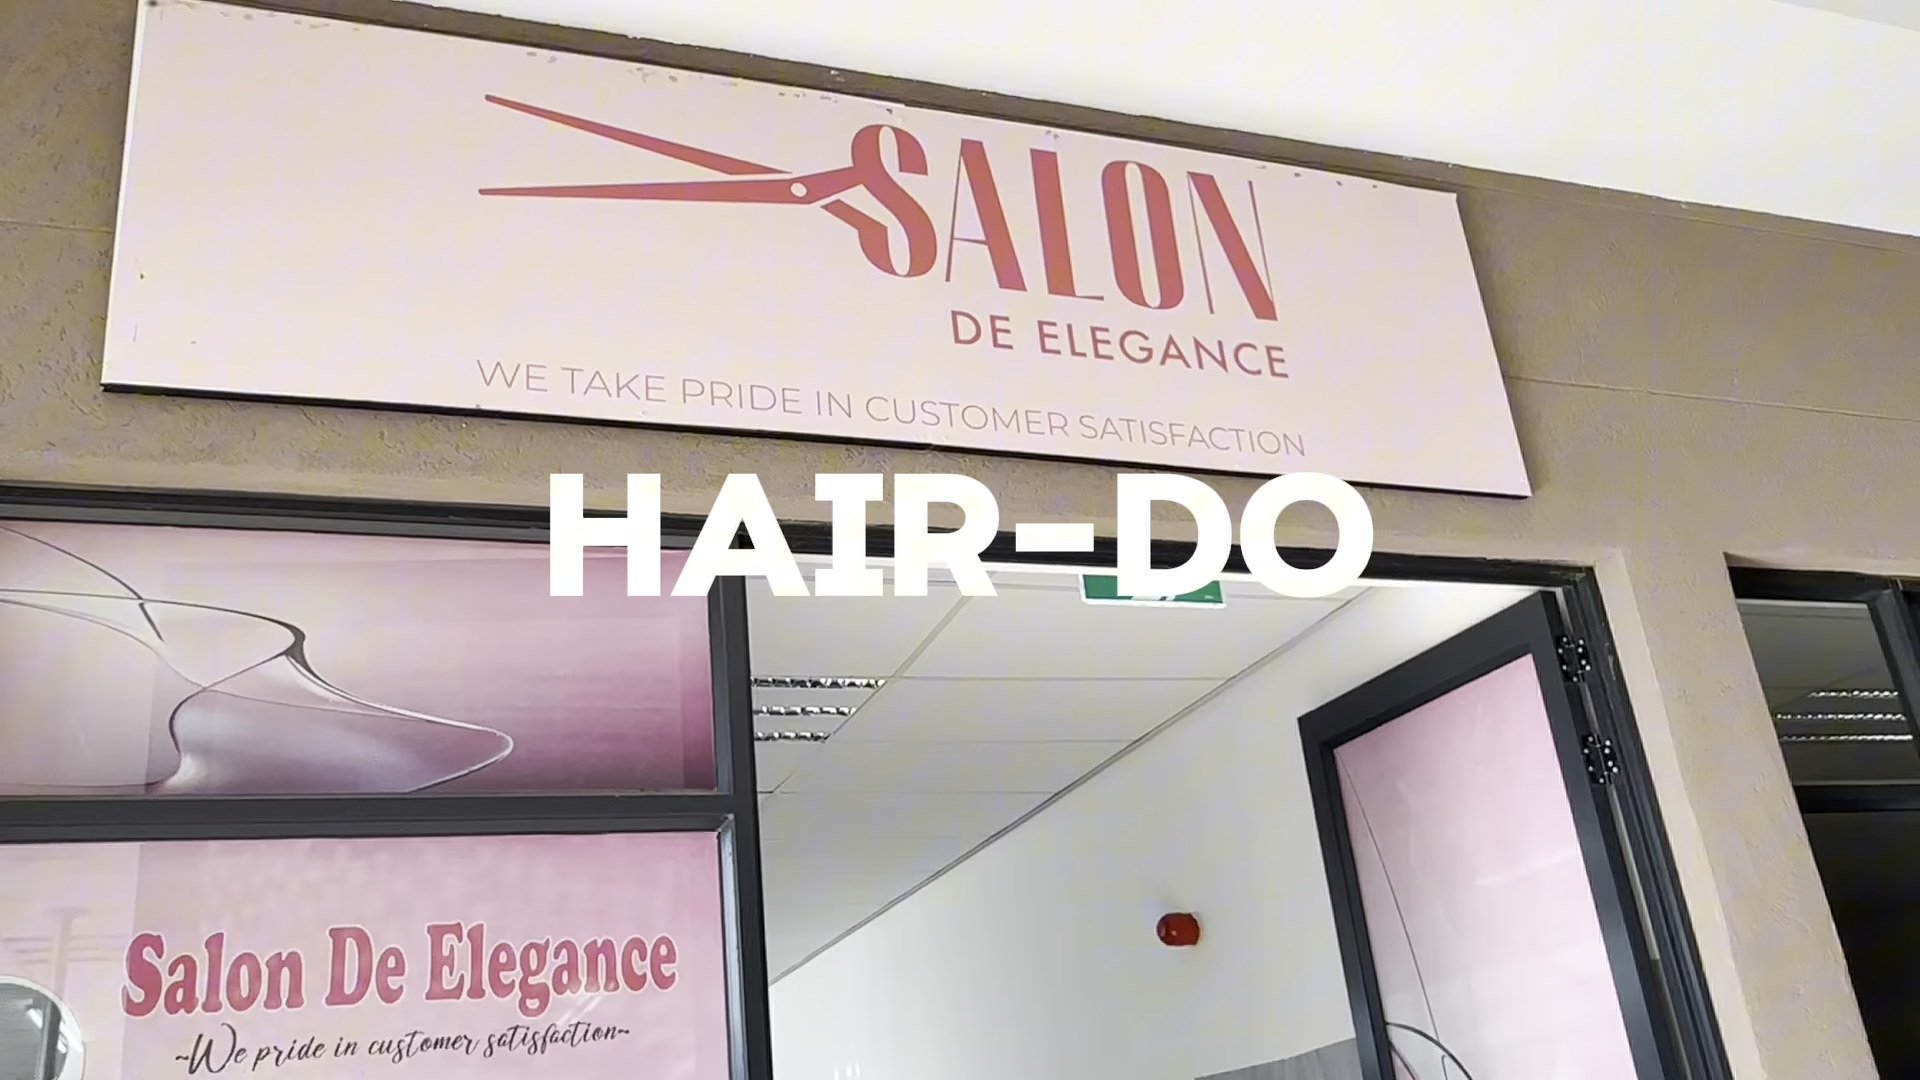 SALON
DE ELEGANCE
WE TAKE PRIDE IN CUSTOMER SATISFACTION
HAIR-DO
Salon De Elegance
~We pride in customer satisfaction~